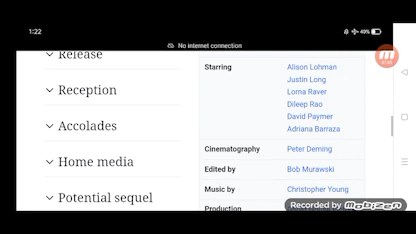 1:22
49%
No internet connection
Release
Reception
Accolades
Home media
Potential sequel
Starring
Alison Lohman
Justin Long
Lorna Raver
Dileep Rao
David Paymer
Adriana Barraza
Cinematography Peter Deming
Edited by Bob Murawski
Music by Christopher Young
Production
Recorded by Mobizen